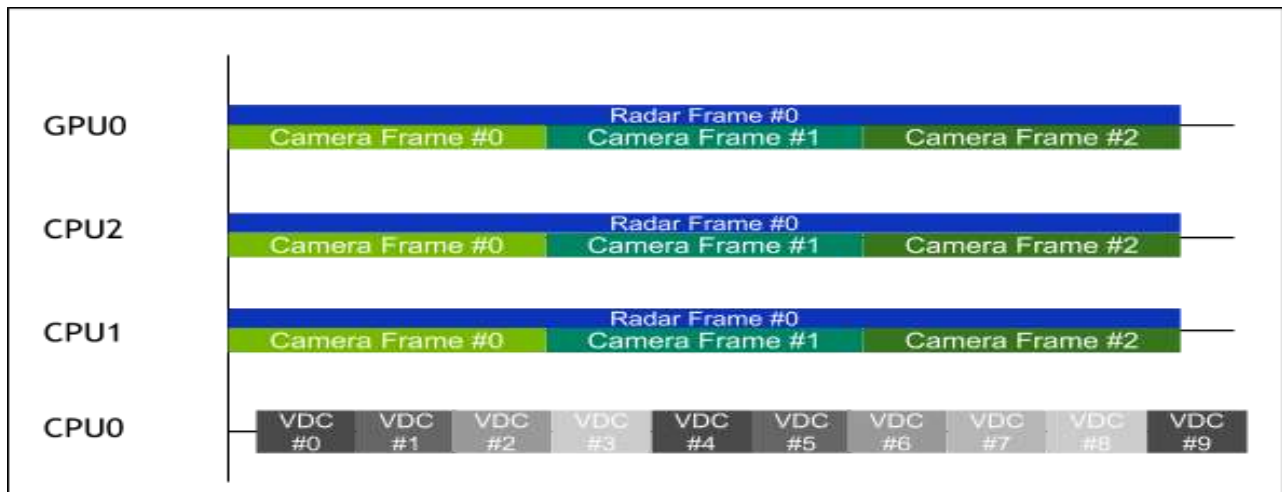 GPU0
Radar Frame #0
Camera Frame #0 Camera Frame #1 Camera Frame #2
CPU2
Radar Frame #0
Camera Frame #0 Camera Frame #1 Camera Frame #2
CPU1
Radar Frame #0
Camera Frame #0 Camera Frame #1 Camera Frame #2
CPU0
VDC VDC VDC VDC VDC VDC VDC VDC VDC VDC
#0 #1 #2 #3 #4 #5 #6 #7 #8 #9